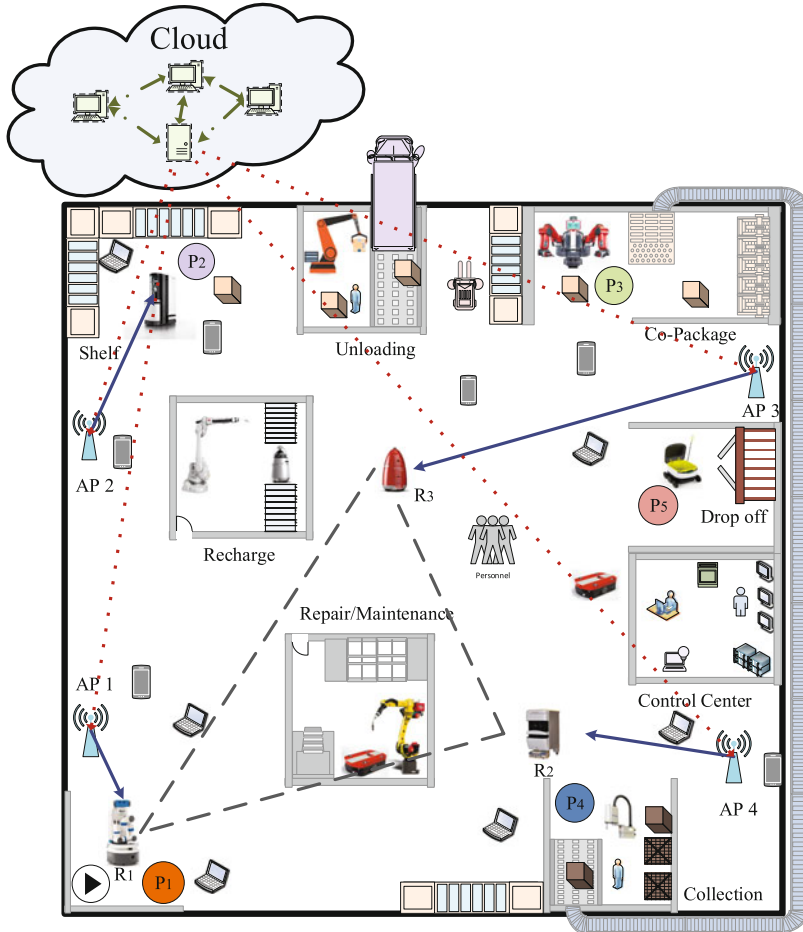 Cloud
P2
P3
Shelf
Unloading
Co-Package
AP 3
AP 2
R3
P5
Drop off
Recharge
Personnel
Repair/Maintenance
AP 1
Control Center
R2
AP 4
P4
R1
P1
Collection